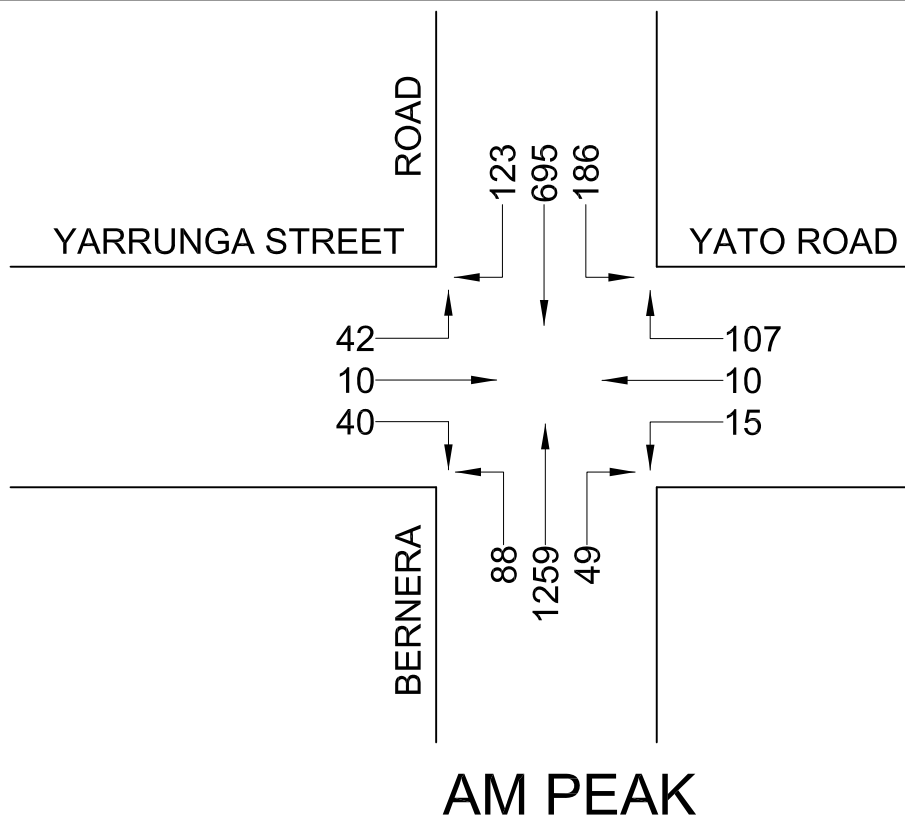 ROAD
123
695
186
YARRUNGA STREET
YATO ROAD
42
107
10
10
40
15
88
1259
49
BERNERA
AM PEAK